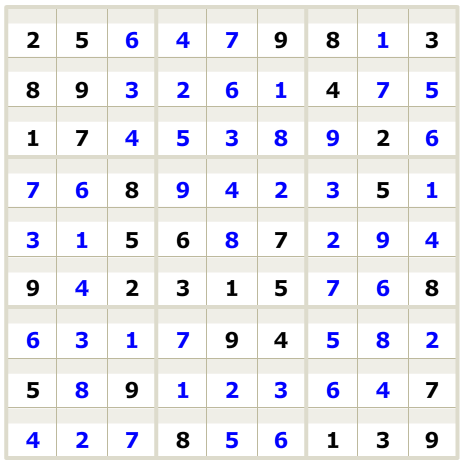 2 5 6 4 7 9 8 1 3
8 9 3 2 6 1 4 7 5
1 7 4 5 3 8 9 2 6
7 6 8 9 4 2 3 5 1
3 1 5 6 8 7 2 9 4
9 4 2 3 1 5 7 6 8
6 3 1 7 9 4 5 8 2
5 8 9 1 2 3 6 4 7
4 2 7 8 5 6 1 3 9